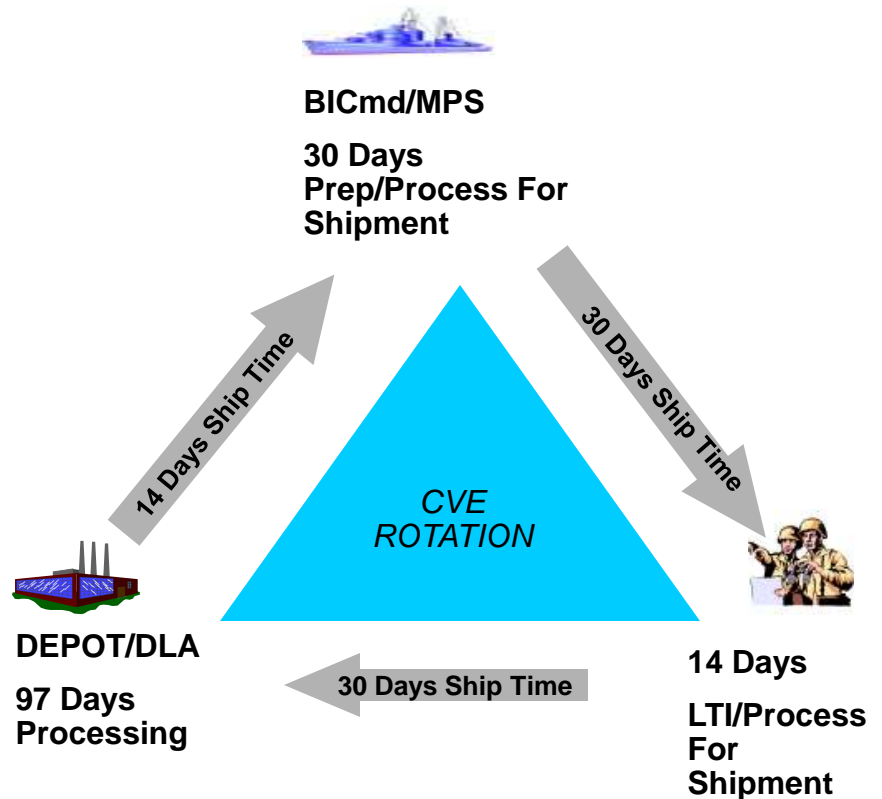 BICmd/MPS
30 Days
Prep/Process For
Shipment
14 Days Ship Time
30 Days Ship Time
CVE
ROTATION
DEPOT/DLA
97 Days
Processing
30 Days Ship Time
14 Days
LTI/Process
For
Shipment